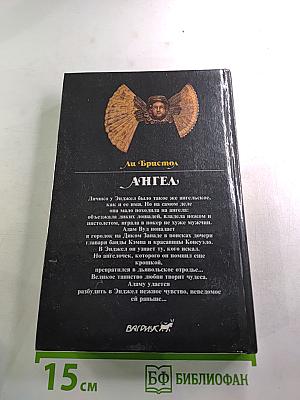 Ли Бристол
АНГЕЛ
Личико у Энджел было такое же ангельское,
как и ее имя. Но на самом деле
она мало походила на ангела:
объезжала диких лошадей, владела ножом и
пистолетом, играла в покер не хуже мужчин.
Адам Вуд попадает
в городок на Диком Западе в поисках дочери
главаря банды Кэмпа и красавицы Консуэло.
В Энджел он узнает ту, кого искал.
Но ангелочек, которого он помнил еще
крошкой,
превратился в дьявольское отродье...
Великое таинство любви творит чудеса.
Адаму удается
разбудить в Энджел нежное чувство, неведомое
ей раньше...
ВАГРИУС
15 см
БФ БИБЛИОФАН